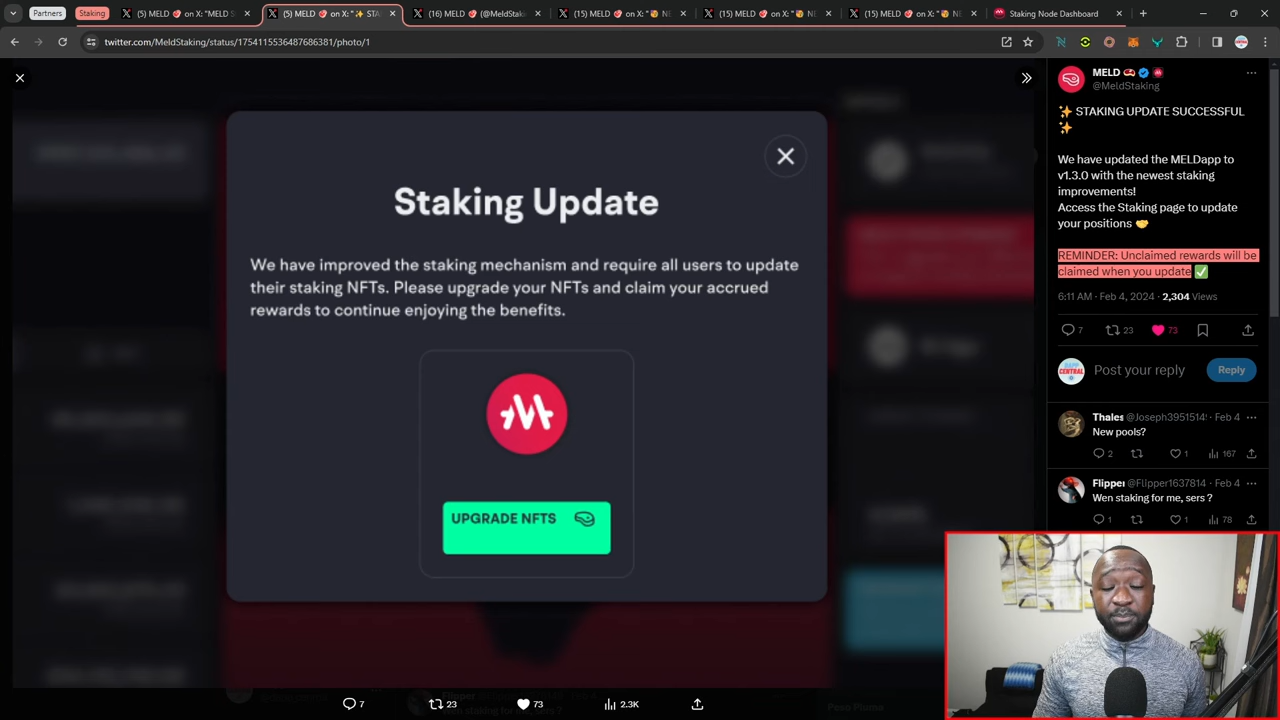 Partners
Staking
(5) MELD on X: "MELD S
(5) MELD on X: "✨ STA
(16) MELD (@MeldStaki
(15) MELD on X: "🥳 NE
(15) MELD on X: "🥳 NE
(15) MELD on X: "🥳 NE
Staking Node Dashboard
twitter.com/MeldStaking/status/1754115536487686381/photo/1
Staking Update
We have improved the staking mechanism and require all users to update
their staking NFTs. Please upgrade your NFTs and claim your accrued
rewards to continue enjoying the benefits.
UPGRADE NFTS
7
23
73
2.3K
MELD
@MeldStaking
✨ STAKING UPDATE SUCCESSFUL
✨
We have updated the MELDapp to
v1.3.0 with the newest staking
improvements!
Access the Staking page to update
your positions 🤝
REMINDER: Unclaimed rewards will be
claimed when you update ✅
6:11 AM · Feb 4, 2024 · 2,304 Views
7 23 73
Post your reply
Reply
Thales @Joseph3951514 · Feb 4
New pools?
2 1 167
Flipper @Flipper1637814 · Feb 4
Wen staking for me, sers ?
1 1 78